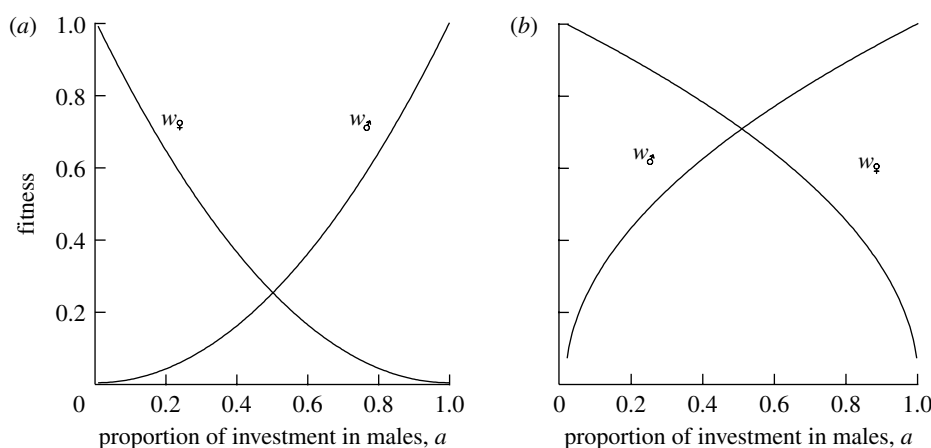 (a)
1.0
0.8
0.6
0.4
0.2
fitness
w♀
w♂
0 0.2 0.4 0.6 0.8 1.0
proportion of investment in males, a
(b)
w♂
w♀
0 0.2 0.4 0.6 0.8 1.0
proportion of investment in males, a